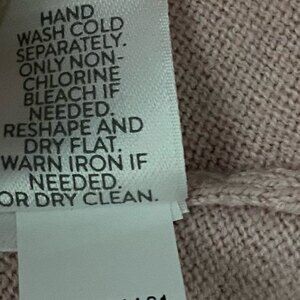 HAND
WASH COLD
SEPARATELY.
ONLY NON-
CHLORINE
BLEACH IF
NEEDED.
RESHAPE AND
DRY FLAT.
WARN IRON IF
NEEDED.
OR DRY CLEAN.